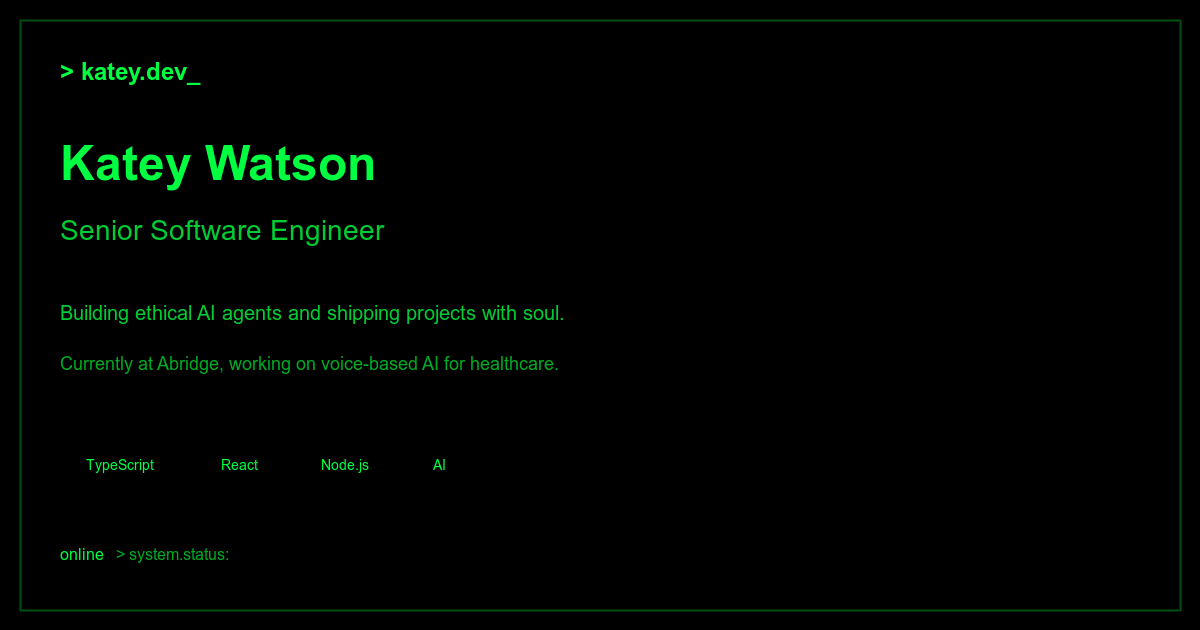 > katey.dev_
Katey Watson
Senior Software Engineer
Building ethical AI agents and shipping projects with soul.
Currently at Abridge, working on voice-based AI for healthcare.
TypeScript React Node.js AI
online > system.status: